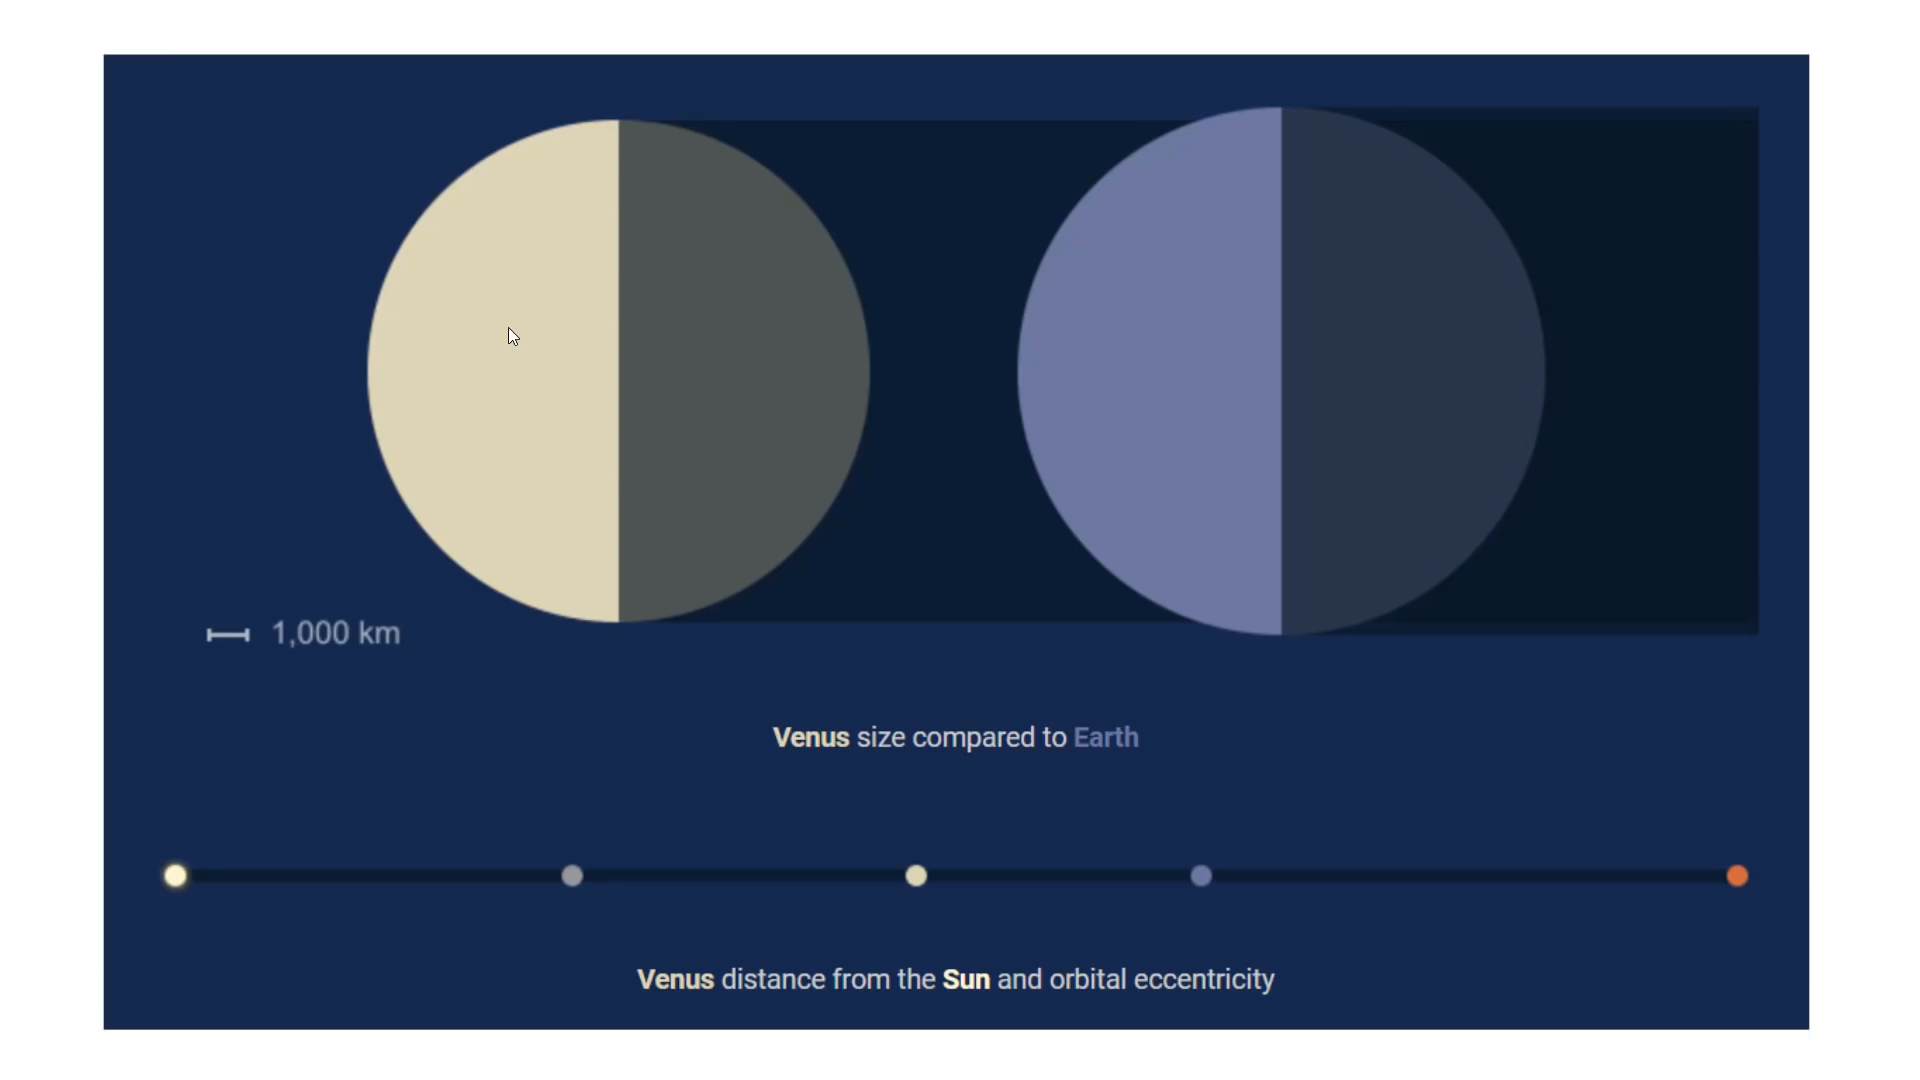 1,000 km
Venus size compared to Earth
Venus distance from the Sun and orbital eccentricity